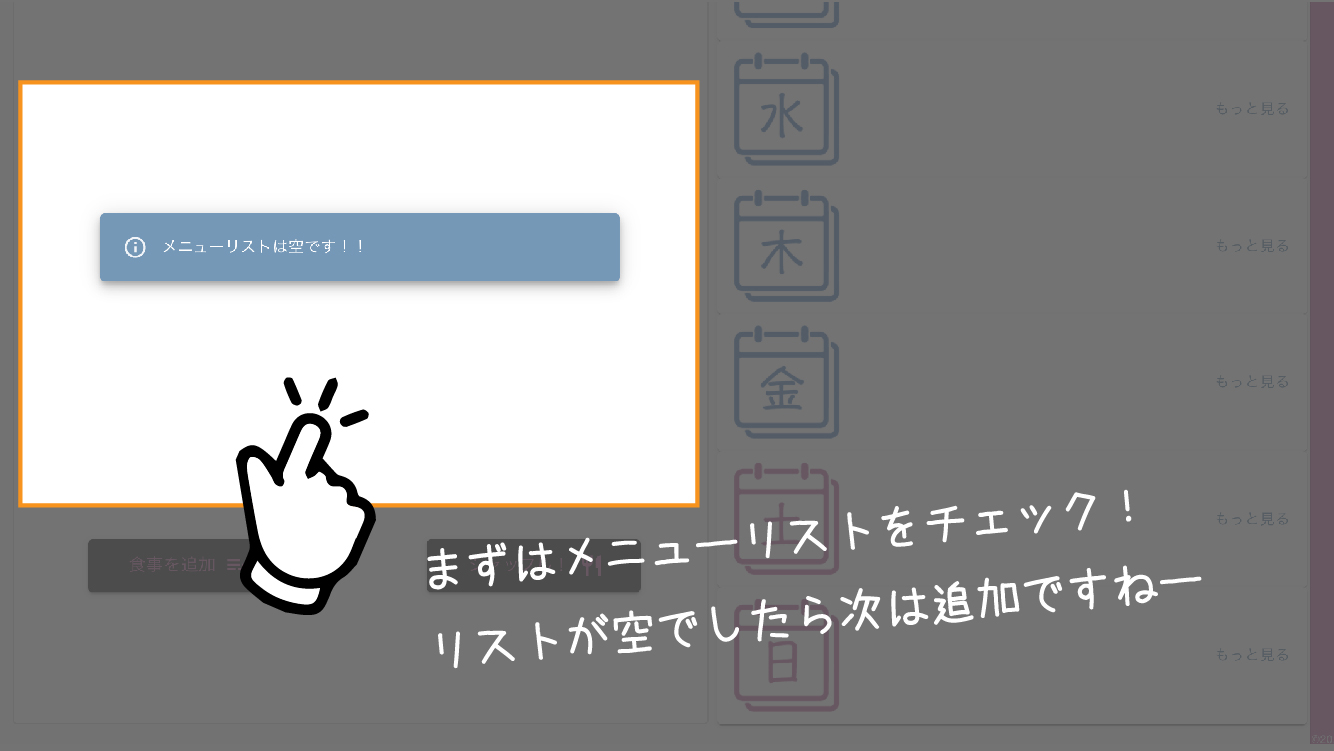 メニューリストは空です！！
水
もっと見る
木
もっと見る
金
もっと見る
土
もっと見る
日
もっと見る
食事を追加
まずはメニューリストをチェック！
リストが空でしたら次は追加ですねー